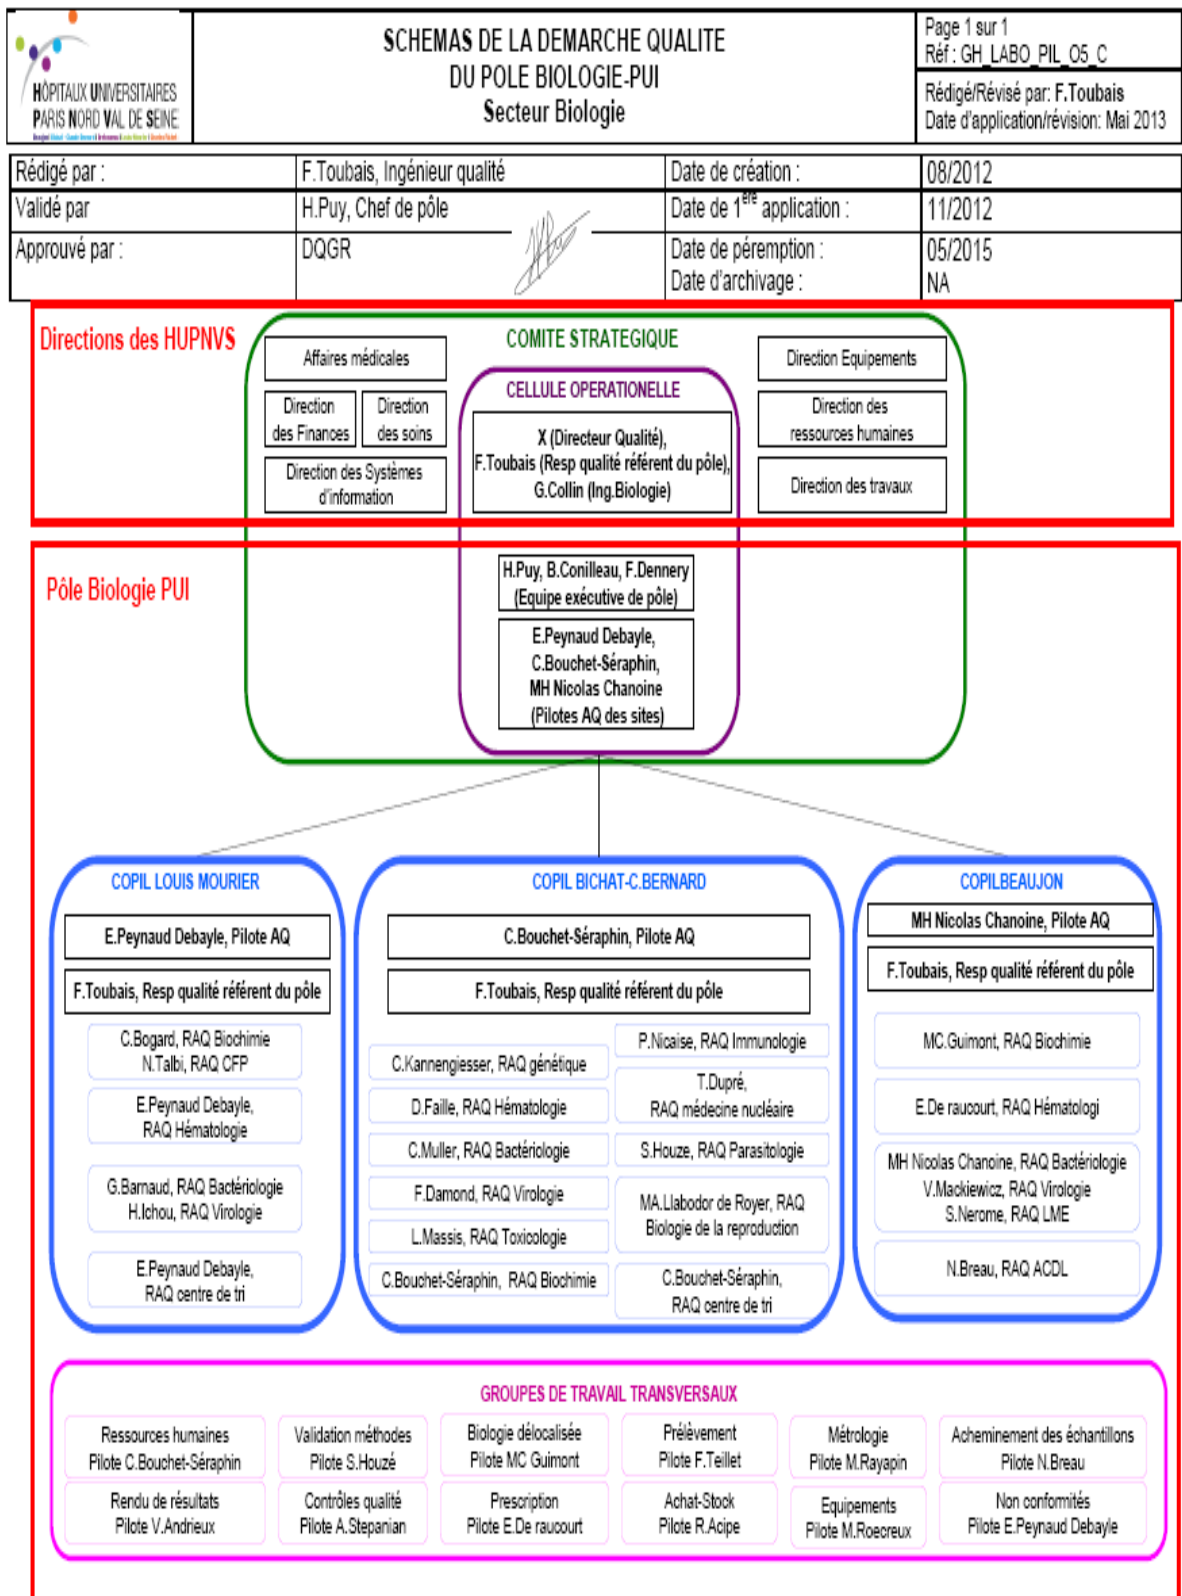 HÔPITAUX UNIVERSITAIRES
PARIS NORD VAL DE SEINE
SCHEMAS DE LA DEMARCHE QUALITE
DU POLE BIOLOGIE-PUI
Secteur Biologie
Page 1 sur 1
Réf : GH_LABO_PIL_O5_C
Rédigé/Révisé par: F.Toubais
Date d'application/révision: Mai 2013
Rédigé par : F.Toubais, Ingénieur qualité Date de création : 08/2012
Validé par H.Puy, Chef de pôle Date de 1ère application : 11/2012
Approuvé par : DQGR Date de péremption : 05/2015
Date d'archivage : NA
Directions des HUPNVS
COMITE STRATEGIQUE
Affaires médicales
Direction
des Finances
Direction
des soins
Direction des Systèmes
d'information
CELLULE OPERATIONELLE
X (Directeur Qualité),
F.Toubais (Resp qualité référent du pôle),
G.Collin (Ing.Biologie)
Direction Equipements
Direction des
ressources humaines
Direction des travaux
Pôle Biologie PUI
H.Puy, B.Conilleau, F.Dennery
(Equipe exécutive de pôle)
E.Peynaud Debayle,
C.Bouchet-Séraphin,
MH Nicolas Chanoine
(Pilotes AQ des sites)
COPIL LOUIS MOURIER
E.Peynaud Debayle, Pilote AQ
F.Toubais, Resp qualité référent du pôle
C.Bogard, RAQ Biochimie
N.Talbi, RAQ CFP
E.Peynaud Debayle,
RAQ Hématologie
G.Barnaud, RAQ Bactériologie
H.Ichou, RAQ Virologie
E.Peynaud Debayle,
RAQ centre de tri
COPIL BICHAT-C.BERNARD
C.Bouchet-Séraphin, Pilote AQ
F.Toubais, Resp qualité référent du pôle
C.Kannengiesser, RAQ génétique
D.Faille, RAQ Hématologie
C.Muller, RAQ Bactériologie
F.Damond, RAQ Virologie
L.Massis, RAQ Toxicologie
C.Bouchet-Séraphin, RAQ Biochimie
P.Nicaise, RAQ Immunologie
T.Dupré,
RAQ médecine nucléaire
S.Houze, RAQ Parasitologie
MA.Llabodor de Royer, RAQ
Biologie de la reproduction
C.Bouchet-Séraphin,
RAQ centre de tri
COPILBEAUJON
MH Nicolas Chanoine, Pilote AQ
F.Toubais, Resp qualité référent du pôle
MC.Guimont, RAQ Biochimie
E.De raucourt, RAQ Hématologi
MH Nicolas Chanoine, RAQ Bactériologie
V.Mackiewicz, RAQ Virologie
S.Nerome, RAQ LME
N.Breau, RAQ ACDL
GROUPES DE TRAVAIL TRANSVERSAUX
Ressources humaines
Pilote C.Bouchet-Séraphin
Validation méthodes
Pilote S.Houzé
Biologie délocalisée
Pilote MC Guimont
Prélèvement
Pilote F.Teillet
Métrologie
Pilote M.Rayapin
Acheminement des échantillons
Pilote N.Breau
Rendu de résultats
Pilote V.Andrieux
Contrôles qualité
Pilote A.Stepanian
Prescription
Pilote E.De raucourt
Achat-Stock
Pilote R.Acipe
Equipements
Pilote M.Roecreux
Non conformités
Pilote E.Peynaud Debayle